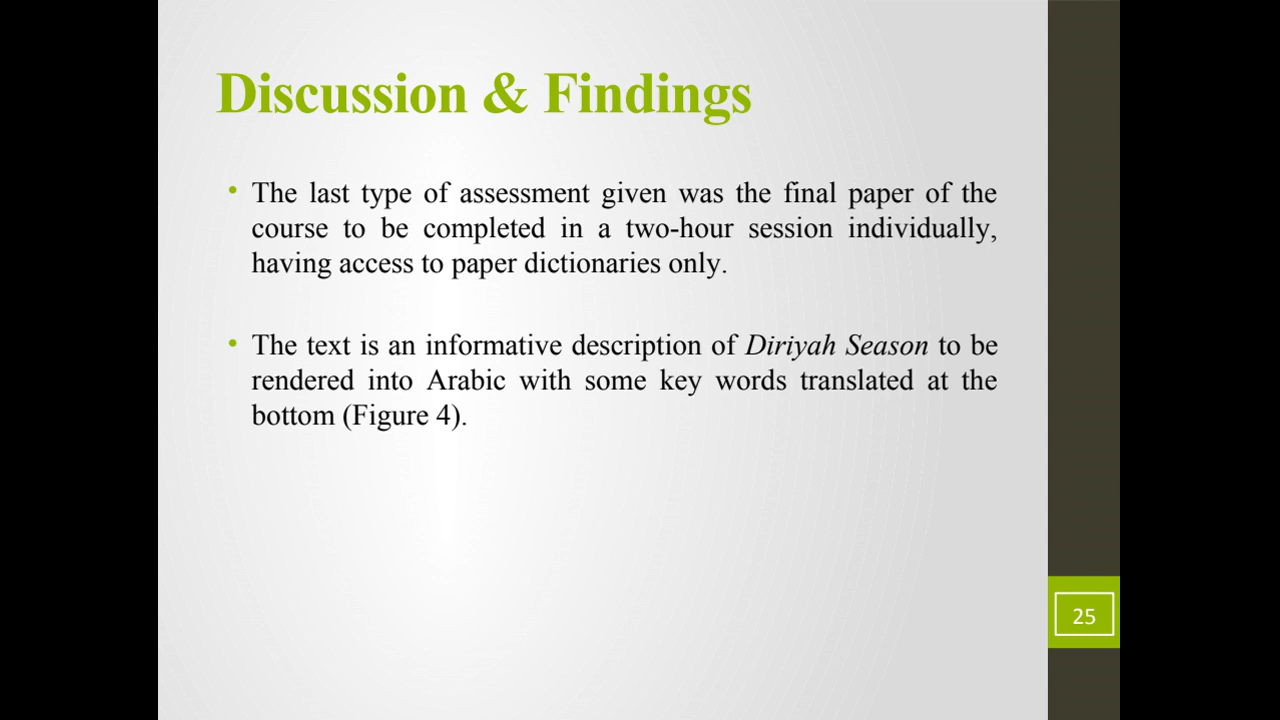 Discussion & Findings
• The last type of assessment given was the final paper of the
course to be completed in a two-hour session individually,
having access to paper dictionaries only.
• The text is an informative description of Diriyah Season to be
rendered into Arabic with some key words translated at the
bottom (Figure 4).
25